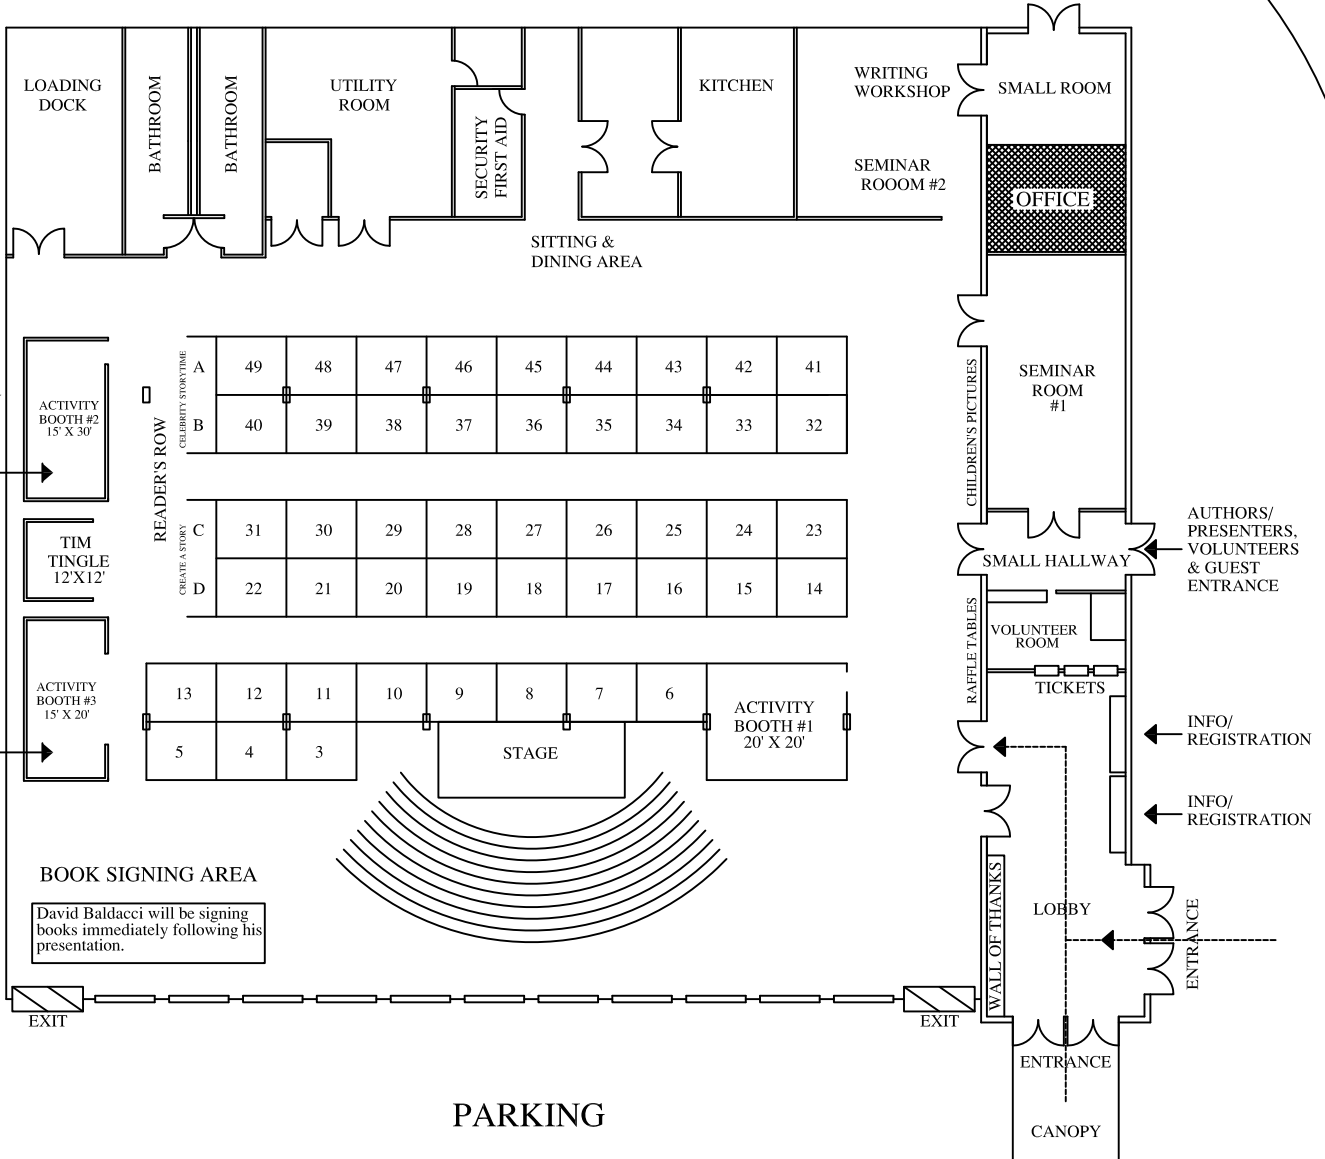 LOADING
DOCK
BATHROOM
BATHROOM
UTILITY
ROOM
SECURITY
FIRST AID
KITCHEN
WRITING
WORKSHOP
SEMINAR
ROOOM #2
SMALL ROOM
OFFICE
SITTING &
DINING AREA
ACTIVITY
BOOTH #2
15' X 30'
READER'S ROW
CELEBRITY STORYTIME
A
49
48
47
46
45
44
43
42
41
B
40
39
38
37
36
35
34
33
32
CHILDREN'S PICTURES
SEMINAR
ROOM
#1
TIM
TINGLE
12'X12'
CREATE A STORY
C
31
30
29
28
27
26
25
24
23
D
22
21
20
19
18
17
16
15
14
SMALL HALLWAY
AUTHORS/
PRESENTERS,
VOLUNTEERS
& GUEST
ENTRANCE
RAFFLE TABLES
VOLUNTEER
ROOM
TICKETS
ACTIVITY
BOOTH #3
15' X 20'
13
12
11
10
9
8
7
6
5
4
3
STAGE
ACTIVITY
BOOTH #1
20' X 20'
INFO/
REGISTRATION
INFO/
REGISTRATION
BOOK SIGNING AREA
David Baldacci will be signing
books immediately following his
presentation.
WALL OF THANKS
LOBBY
ENTRANCE
EXIT
EXIT
ENTRANCE
PARKING
CANOPY